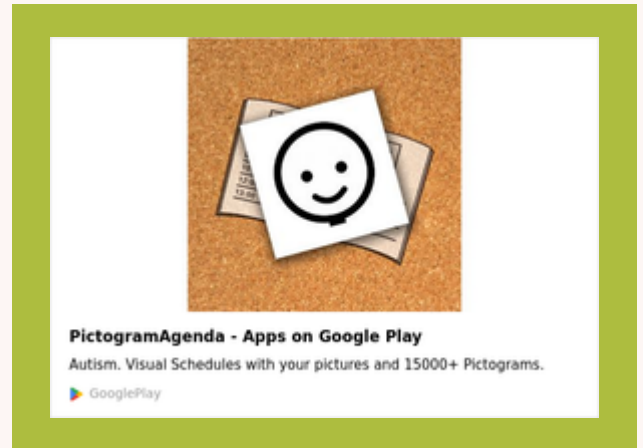 PictogramAgenda - Apps on Google Play
Autism. Visual Schedules with your pictures and 15000+ Pictograms.
GooglePlay